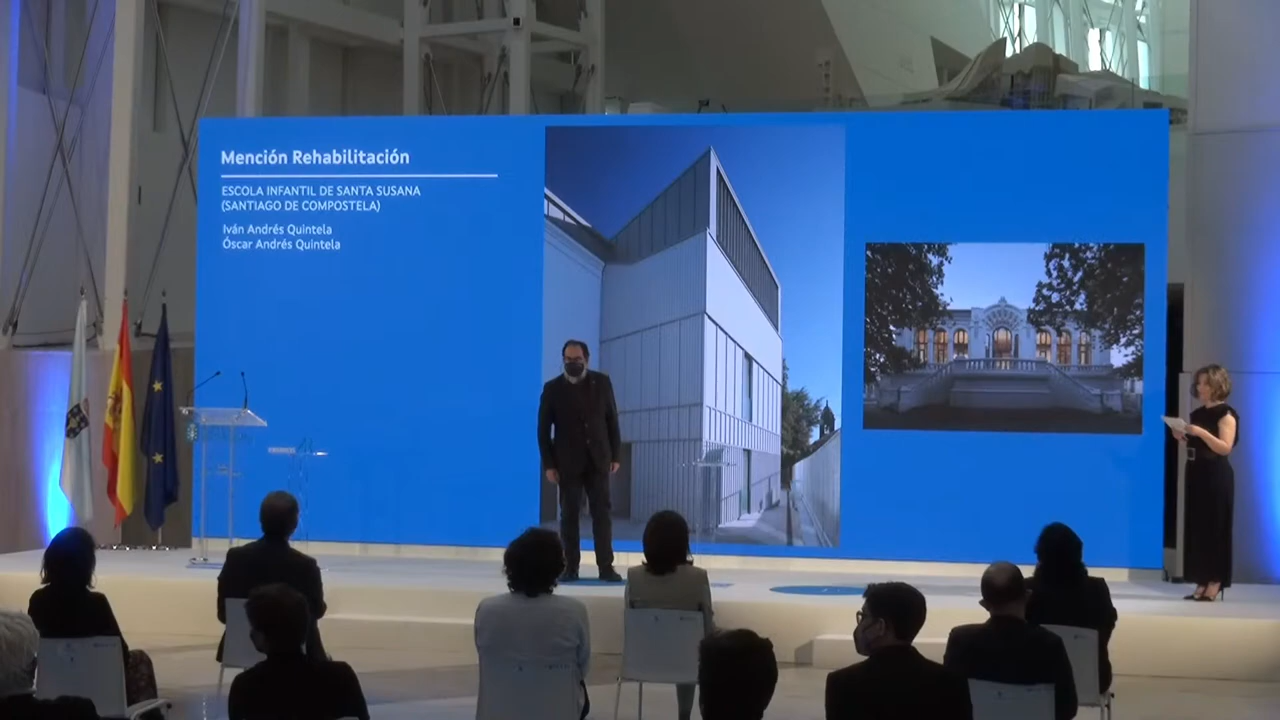 Mención Rehabilitación
ESCOLA INFANTIL DE SANTA SUSANA
(SANTIAGO DE COMPOSTELA)
Iván Andrés Quintela
Óscar Andrés Quintela